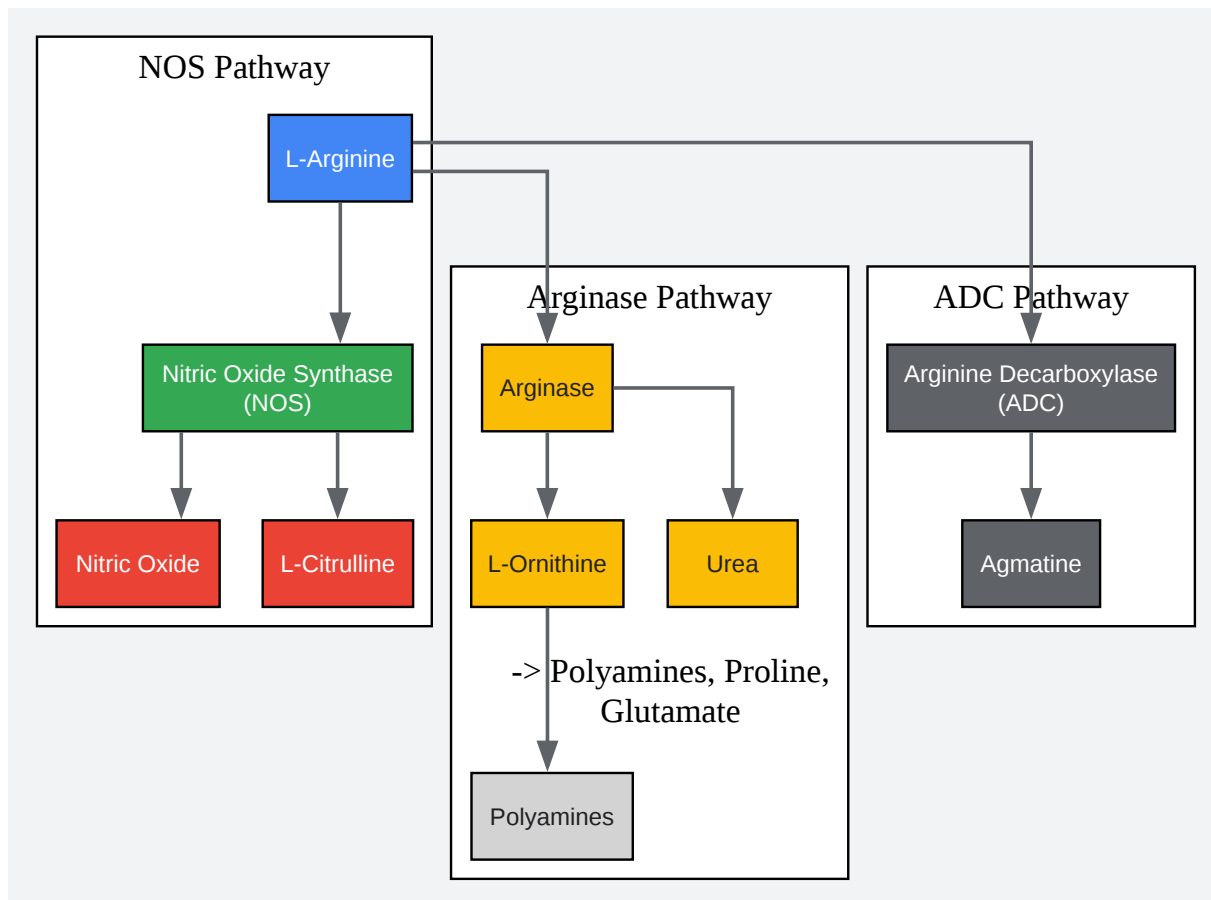 NOS Pathway
L-Arginine
Arginase Pathway
ADC Pathway
Nitric Oxide Synthase
(NOS)
Arginase
Arginine Decarboxylase
(ADC)
Nitric Oxide
L-Citrulline
L-Ornithine
Urea
Agmatine
-> Polyamines, Proline,
Glutamate
Polyamines